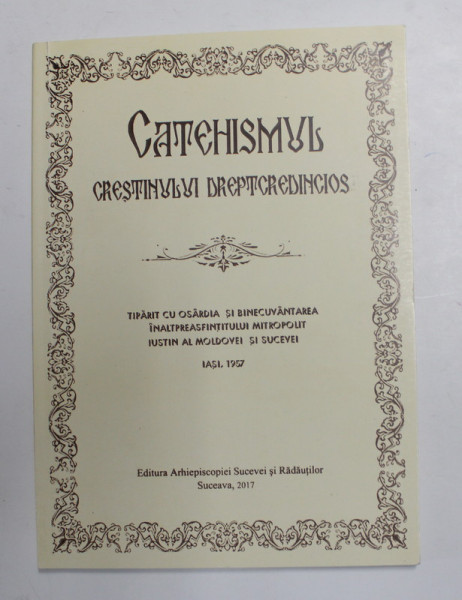 CATEHISMUL
CREȘTINULUI DREPTCREDINCIOS
TIPĂRIT CU OSÂRDIA ȘI BINECUVÂNTAREA
ÎNALTPREASFINȚITULUI MITROPOLIT
IUSTIN AL MOLDOVEI ȘI SUCEVEI
IAȘI, 1957
Editura Arhiepiscopiei Sucevei și Rădăuților
Suceava, 2017